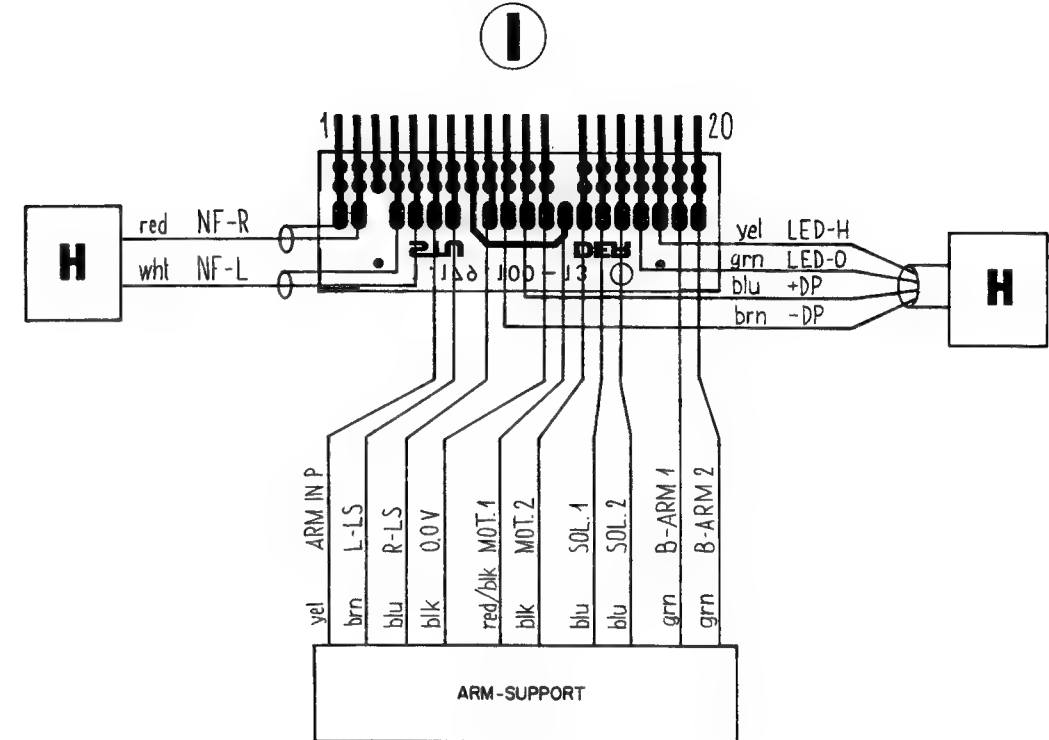 I
1
20
red NF-R
wht NF-L
H
yel LED-H
grn LED-0
blu +DP
brn -DP
H
yel ARM IN P
brn L-LS
blu R-LS
blk 0.0V
red/blk MOT.1
blk MOT.2
blu SOL.1
blu SOL.2
grn B-ARM 1
grn B-ARM 2
ARM-SUPPORT